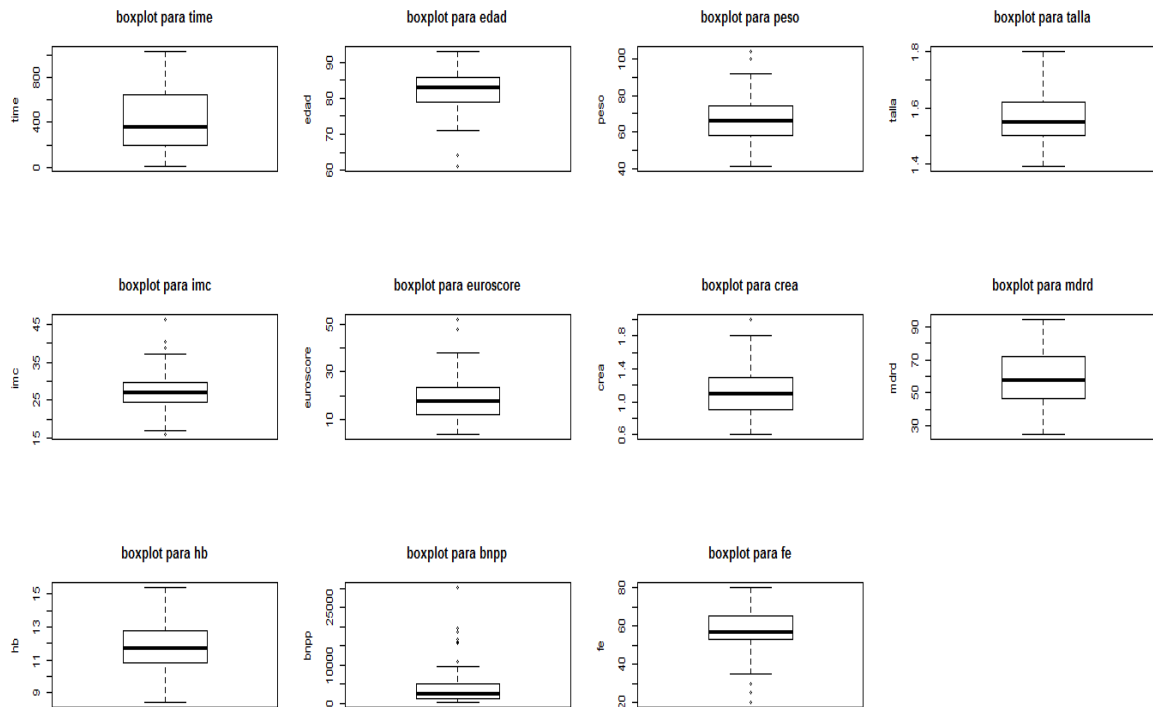 boxplot para time
boxplot para edad
boxplot para peso
boxplot para talla
time
0
400
800
edad
60
70
80
90
peso
40
60
80
100
talla
1.4
1.6
1.8
boxplot para imc
boxplot para euroscore
boxplot para crea
boxplot para mdrd
imc
15
25
35
45
euroscore
10
30
50
crea
0.6
1.0
1.4
1.8
mdrd
30
50
70
90
boxplot para hb
boxplot para bnpp
boxplot para fe
hb
9
11
13
15
bnpp
0
10000
25000
fe
20
40
60
80